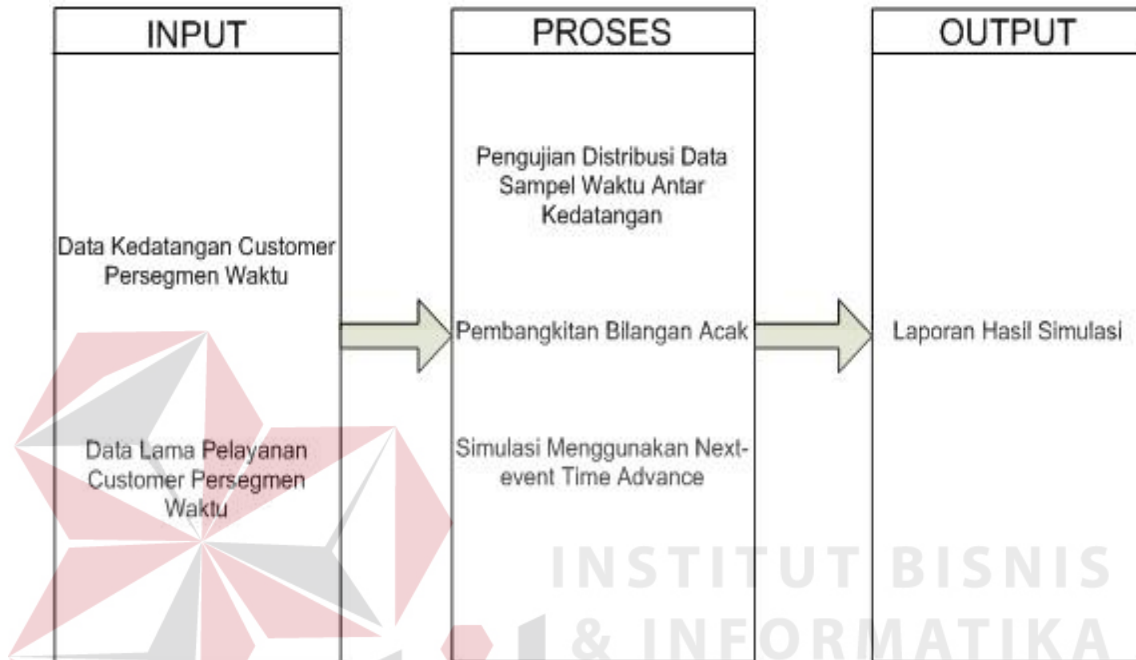 INPUT
Data Kedatangan Customer
Persegmen Waktu
Data Lama Pelayanan
Customer Persegmen
Waktu
PROSES
Pengujian Distribusi Data
Sampel Waktu Antar
Kedatangan
Pembangkitan Bilangan Acak
Simulasi Menggunakan Next-
event Time Advance
OUTPUT
Laporan Hasil Simulasi
INSTITUT BISNIS
& INFORMATIKA